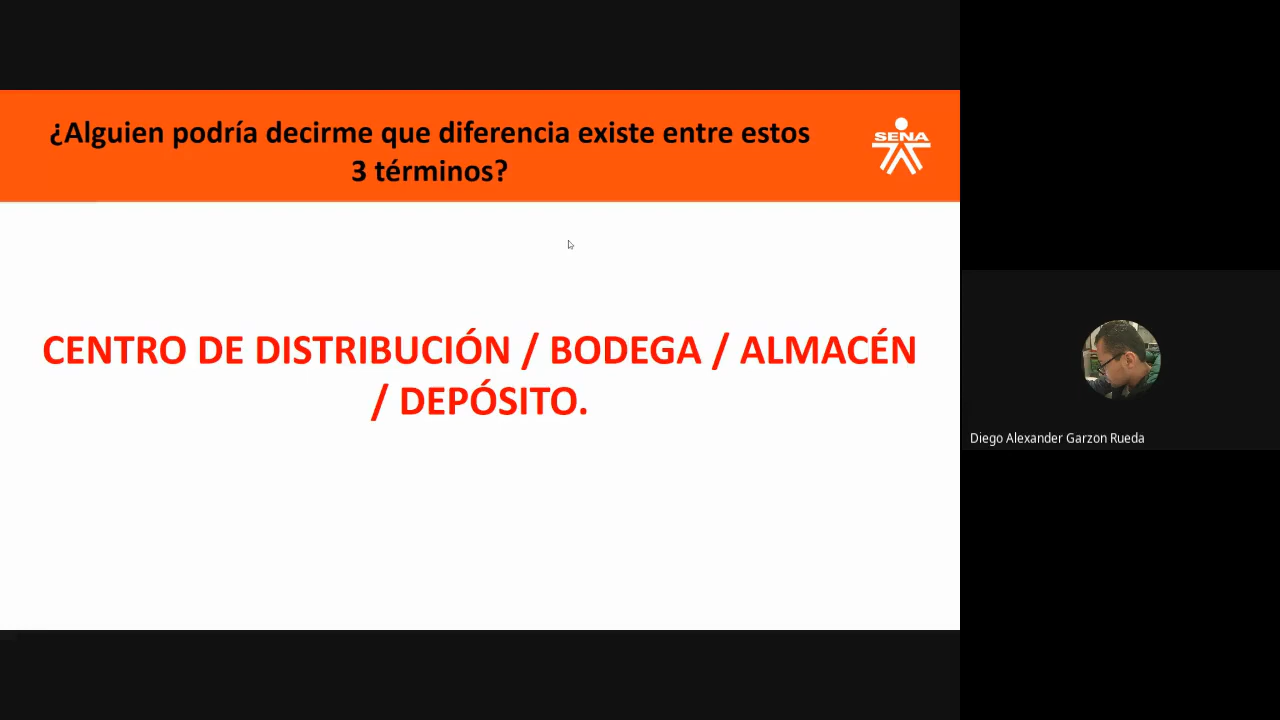 ¿Alguien podría decirme que diferencia existe entre estos
3 términos?
SENA
CENTRO DE DISTRIBUCIÓN / BODEGA / ALMACÉN
/ DEPÓSITO.
Diego Alexander Garzon Rueda